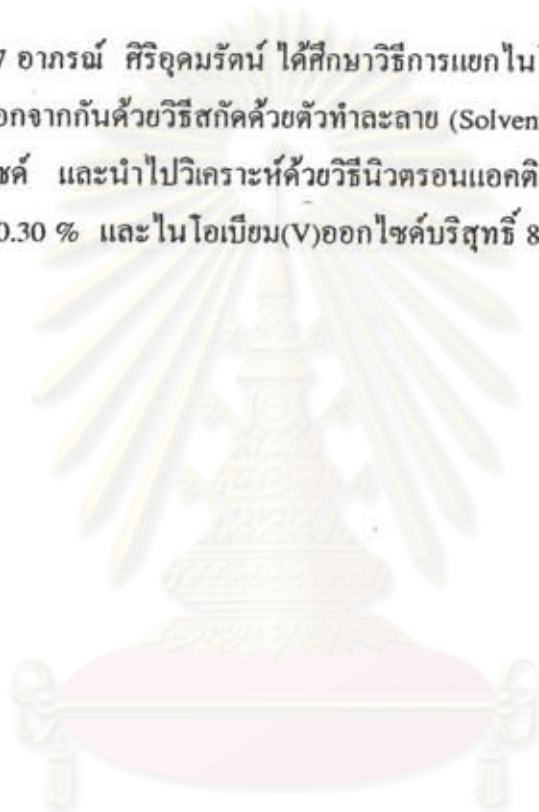 7 อาภรณ์ ศิริอุดมรัตน์ ได้ศึกษาวิธีการแยกไนโ
อกจากกันด้วยวิธีสกัดด้วยตัวทำละลาย (Solven
ซด์ และนำไปวิเคราะห์ด้วยวิธีนิวตรอนแอคติ
0.30 % และไนโอเบียม(V)ออกไซด์บริสุทธิ์ 8